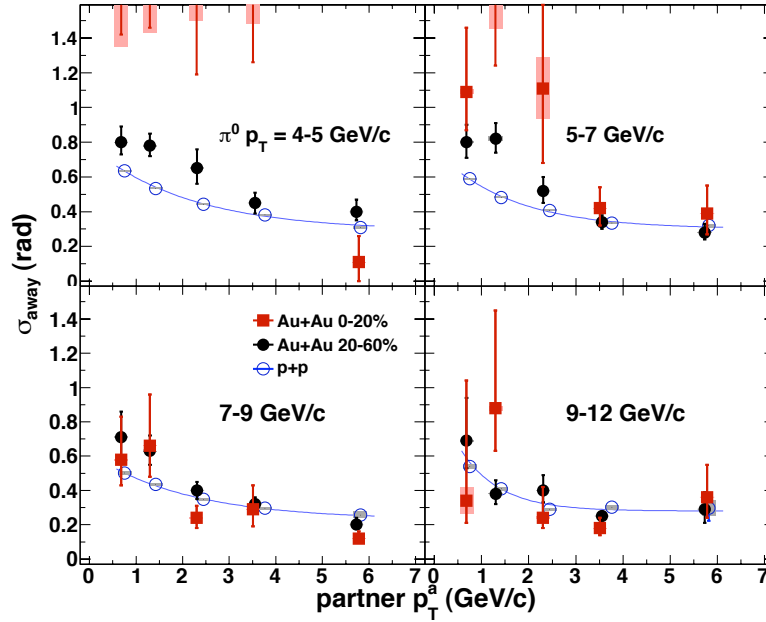 1.4
1.2
1
0.8
0.6
0.4
0.2
0
π⁰ p_T = 4-5 GeV/c
5-7 GeV/c
σ_away (rad)
1.4
1.2
1
0.8
0.6
0.4
0.2
0
Au+Au 0-20%
Au+Au 20-60%
p+p
7-9 GeV/c
9-12 GeV/c
0 1 2 3 4 5 6 7
0 1 2 3 4 5 6 7
partner p_T^a (GeV/c)